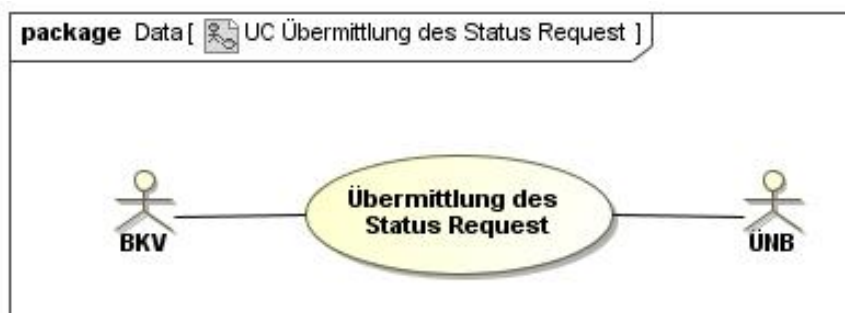 package Data [ UC Übermittlung des Status Request ]
Übermittlung des
Status Request
BKV
ÜNB